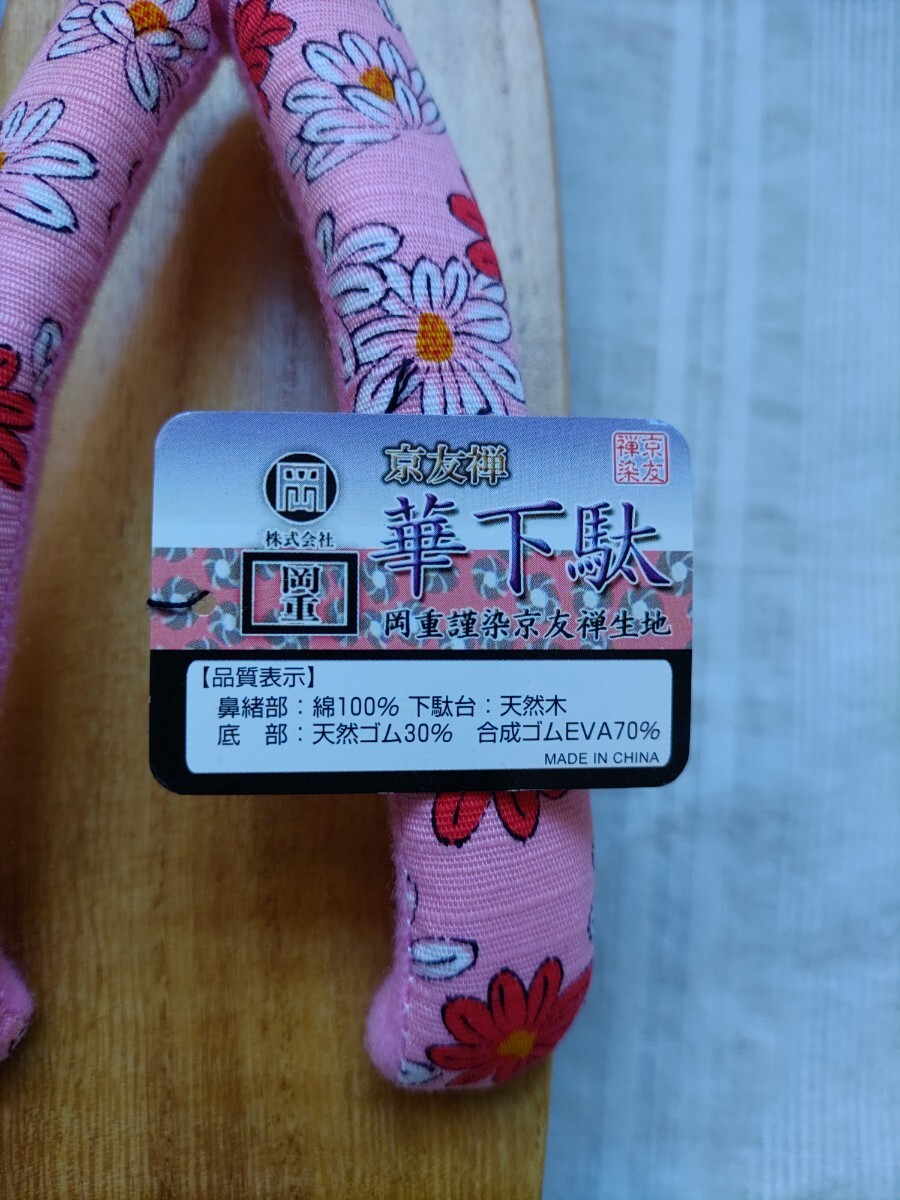 岡
株式会社
岡重
京友禅
京友
禅染
華下駄
岡重謹染京友禅生地
【品質表示】
鼻緒部：綿100% 下駄台：天然木
底　部：天然ゴム30%　合成ゴムEVA70%
MADE IN CHINA